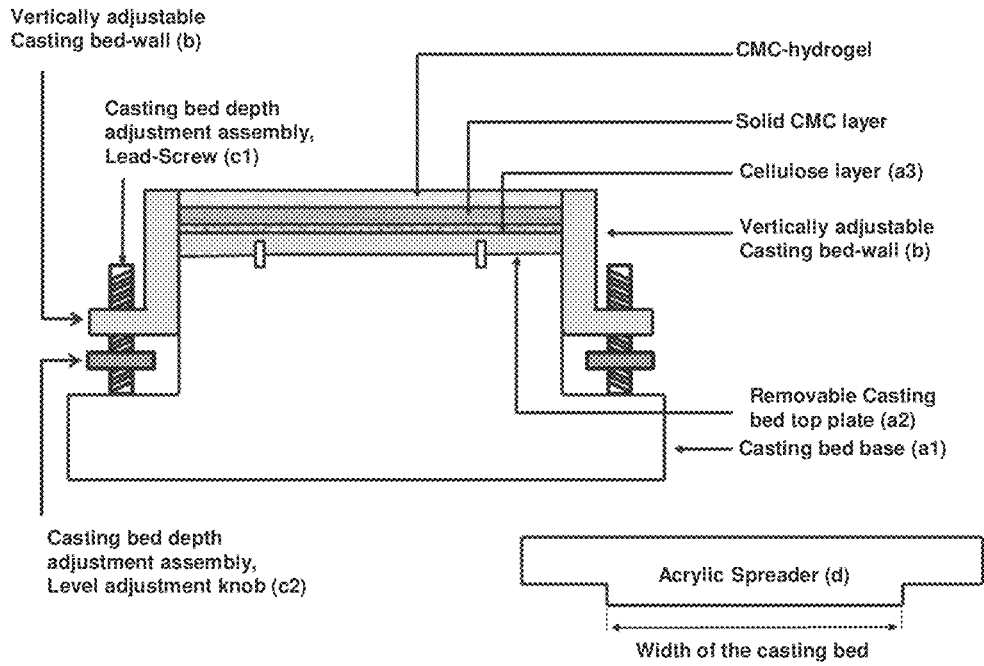 Vertically adjustable
Casting bed-wall (b)
CMC-hydrogel
Casting bed depth
adjustment assembly,
Lead-Screw (c1)
Solid CMC layer
Cellulose layer (a3)
Vertically adjustable
Casting bed-wall (b)
Removable Casting
bed top plate (a2)
Casting bed base (a1)
Casting bed depth
adjustment assembly,
Level adjustment knob (c2)
Acrylic Spreader (d)
Width of the casting bed